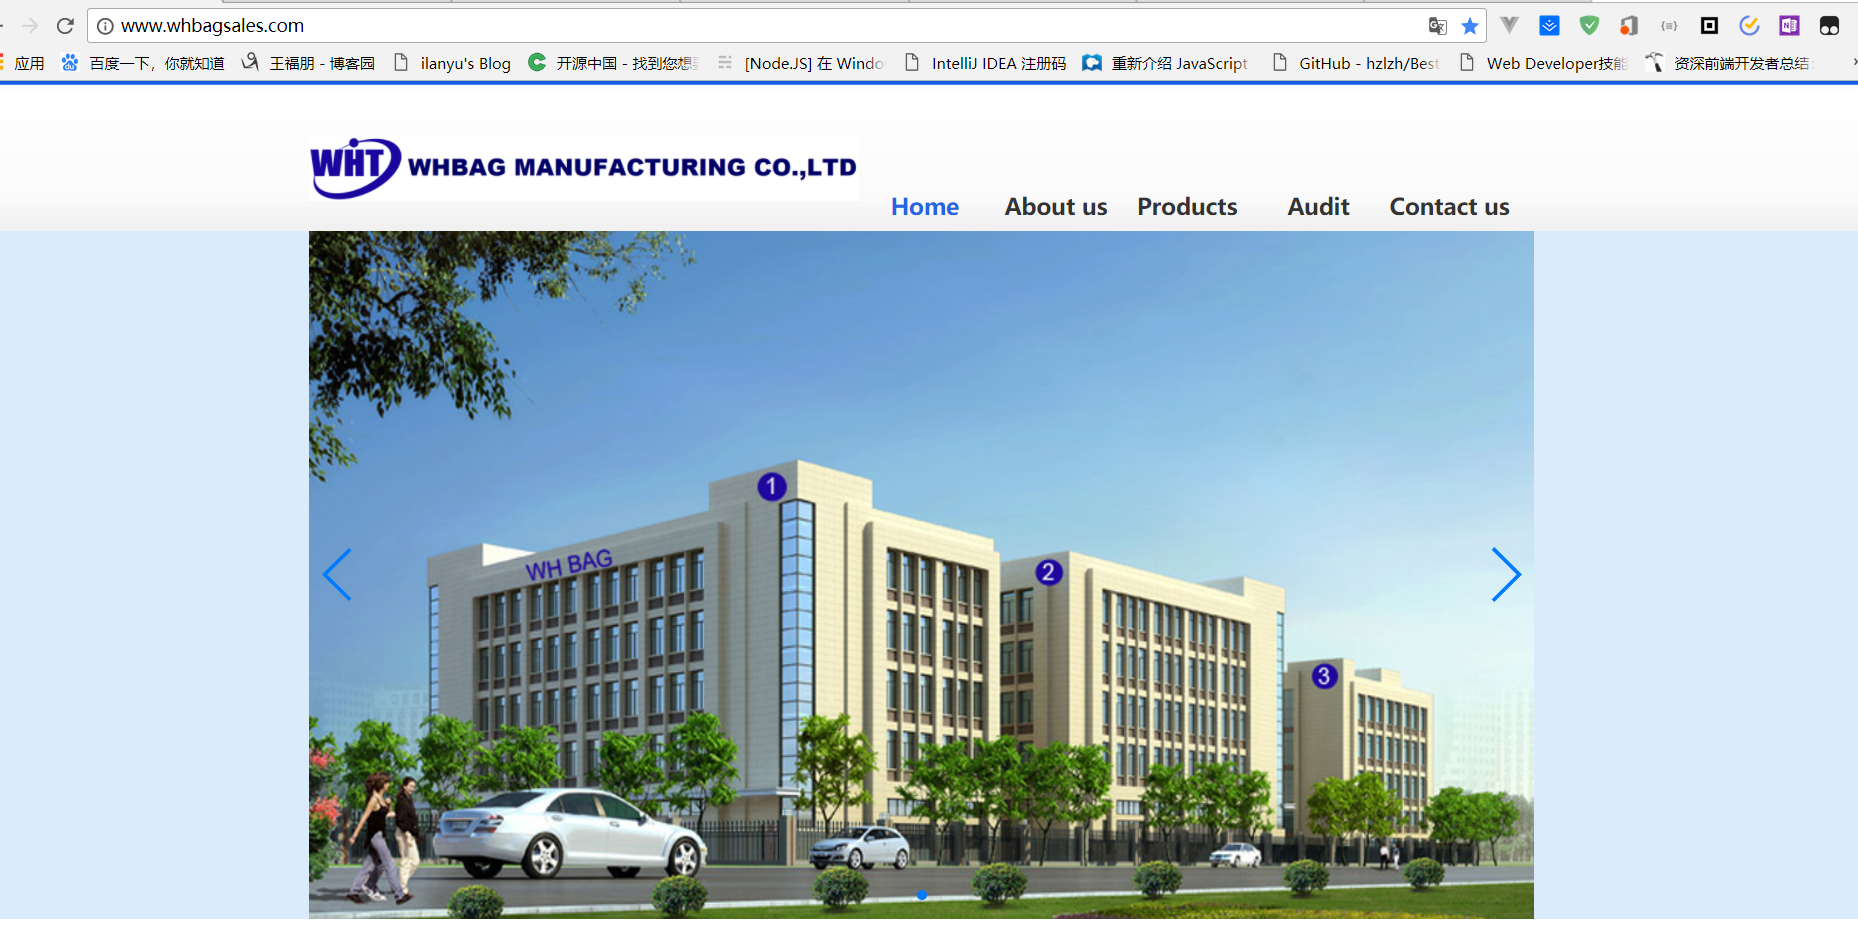 www.whbagsales.com
应用 百度一下，你就知道 王福朋 - 博客园 ilanyu's Blog 开源中国 - 找到您想 [Node.JS] 在 Windo IntelliJ IDEA 注册码 重新介绍 JavaScript GitHub - hzlzh/Best Web Developer技能 资深前端开发者总结
WHT WHBAG MANUFACTURING CO.,LTD
Home About us Products Audit Contact us
1
WH BAG
2
3